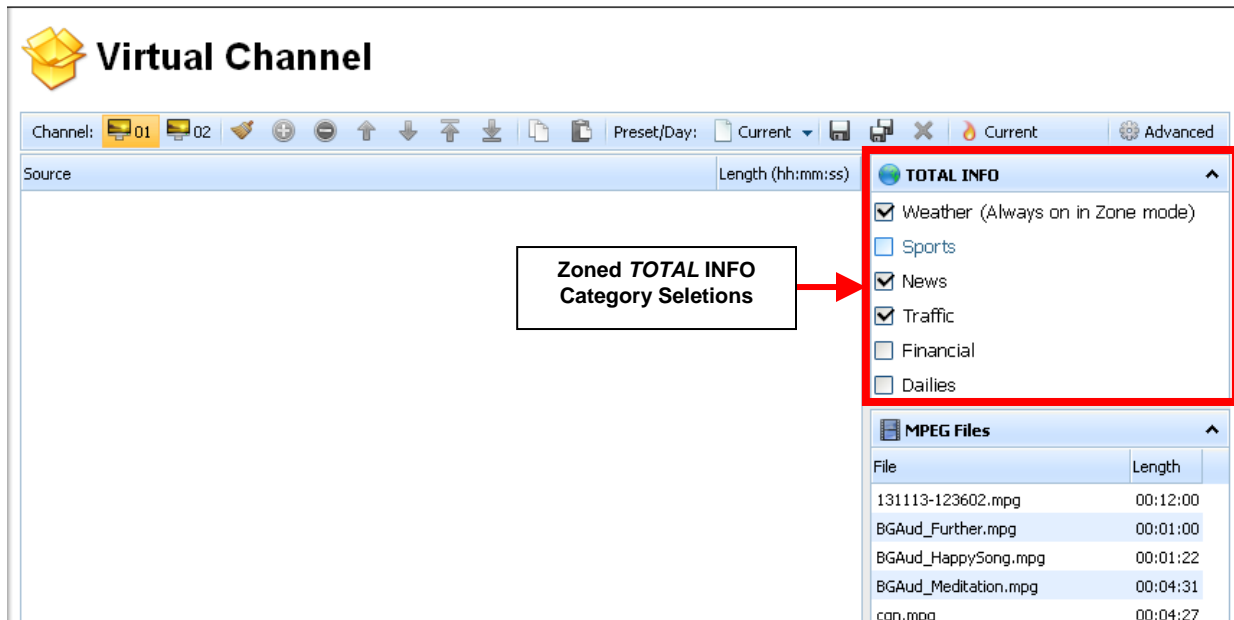 Virtual Channel
Channel: 01 02 Preset/Day: Current Current Advanced
Source Length (hh:mm:ss)
TOTAL INFO
Weather (Always on in Zone mode)
Sports
News
Traffic
Financial
Dailies
Zoned TOTAL INFO
Category Seletions
MPEG Files
File Length
131113-123602.mpg 00:12:00
BGAud_Further.mpg 00:01:00
BGAud_HappySong.mpg 00:01:22
BGAud_Meditation.mpg 00:04:31
cgn.mpg 00:04:27